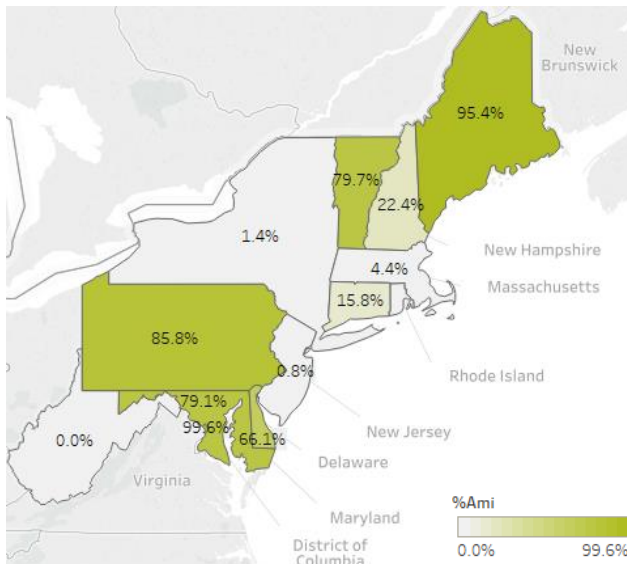 New
Brunswick
95.4%
79.7%
22.4%
1.4%
New Hampshire
4.4%
Massachusetts
15.8%
85.8%
Rhode Island
0.8%
79.1%
New Jersey
99.6%
66.1%
0.0%
Delaware
Virginia
Maryland
%Ami
District of
Columbia
0.0% 99.6%